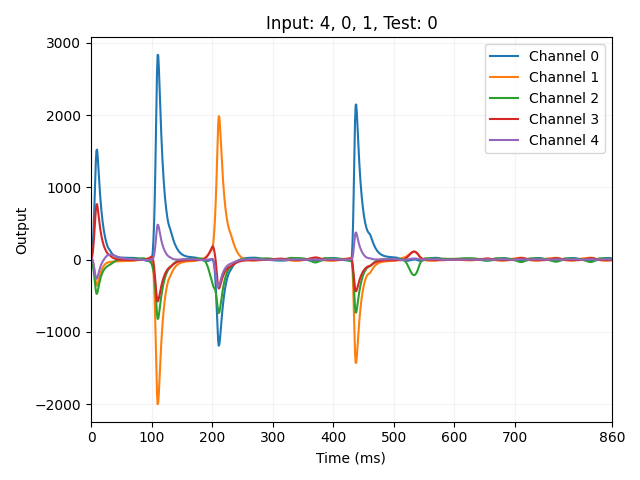 Input: 4, 0, 1, Test: 0
3000
2000
1000
0
−1000
−2000
Output
Channel 0
Channel 1
Channel 2
Channel 3
Channel 4
0 100 200 300 400 500 600 700 860
Time (ms)